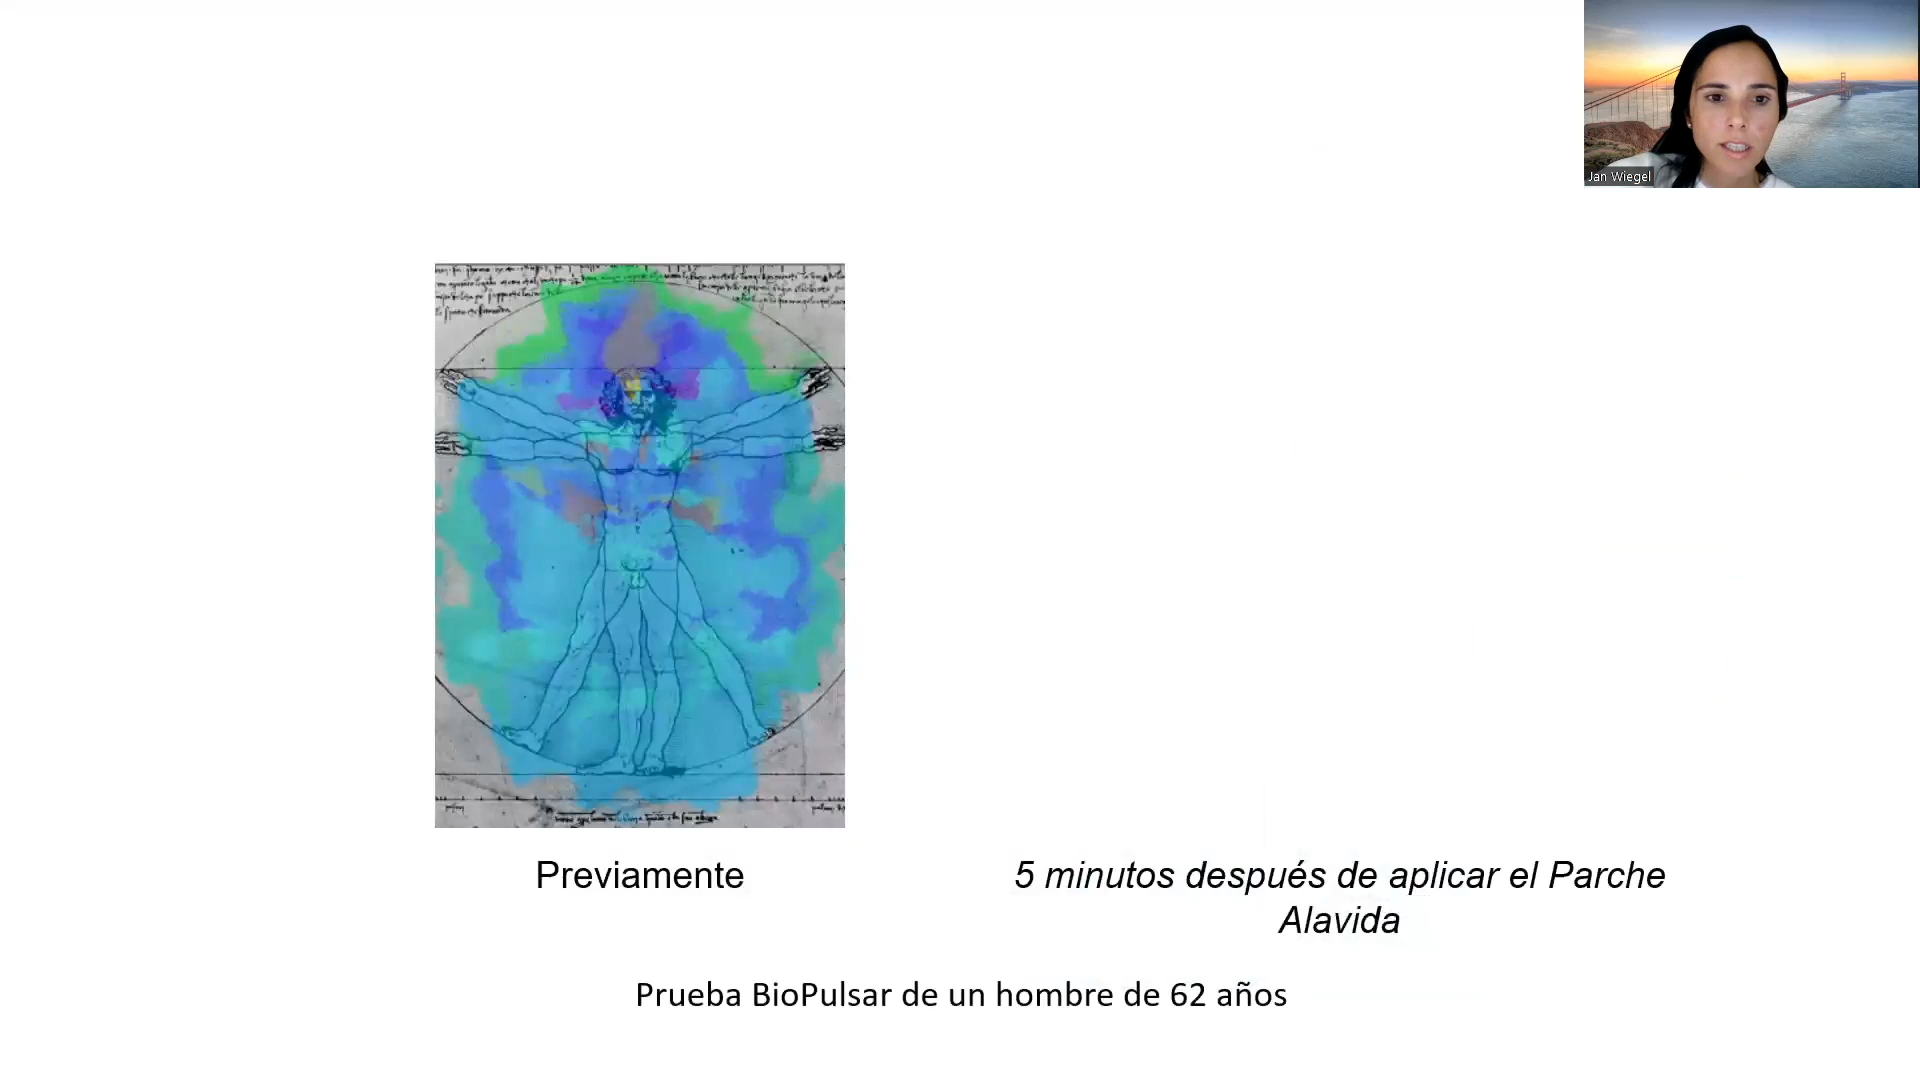 Jan Wiegel
Previamente
5 minutos después de aplicar el Parche
Alavida
Prueba BioPulsar de un hombre de 62 años